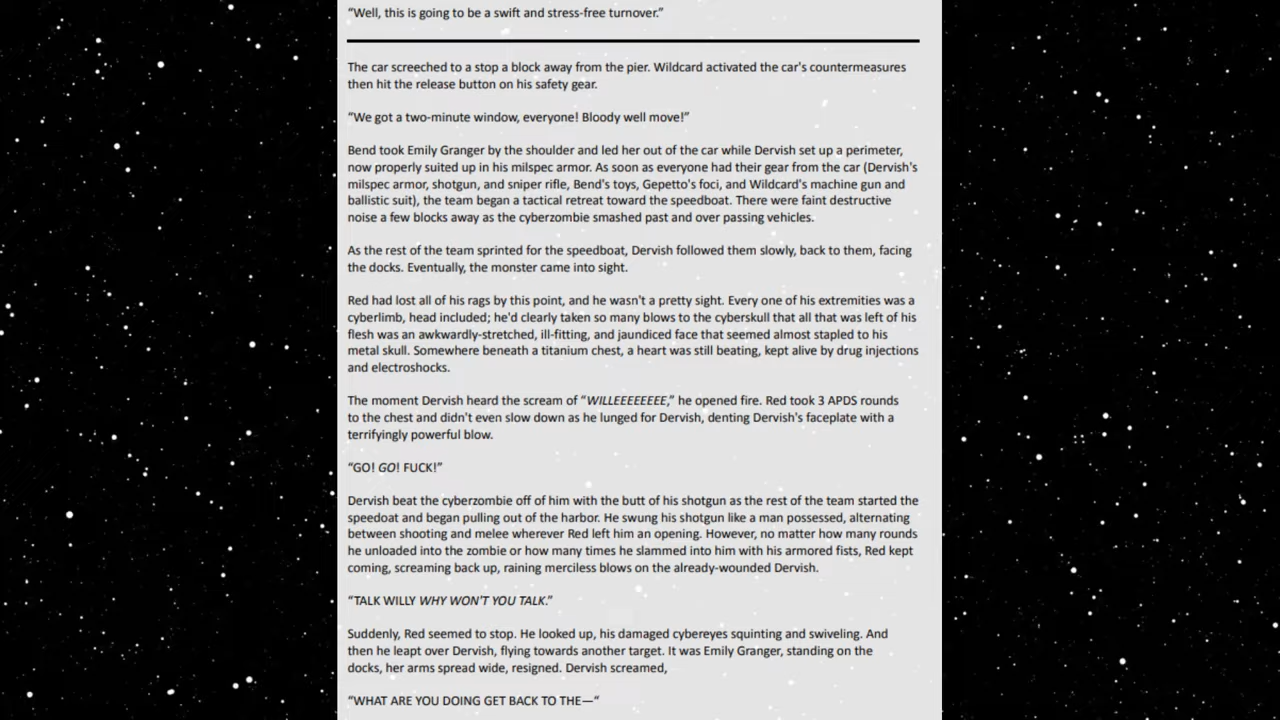 “Well, this is going to be a swift and stress-free turnover.”
The car screeched to a stop a block away from the pier. Wildcard activated the car's countermeasures
then hit the release button on his safety gear.
“We got a two-minute window, everyone! Bloody well move!”
Bend took Emily Granger by the shoulder and led her out of the car while Dervish set up a perimeter,
now properly suited up in his milspec armor. As soon as everyone had their gear from the car (Dervish's
milspec armor, shotgun, and sniper rifle, Bend's toys, Gepetto's foci, and Wildcard's machine gun and
ballistic suit), the team began a tactical retreat toward the speedboat. There were faint destructive
noise a few blocks away as the cyberzombie smashed past and over passing vehicles.
As the rest of the team sprinted for the speedboat, Dervish followed them slowly, back to them, facing
the docks. Eventually, the monster came into sight.
Red had lost all of his rags by this point, and he wasn't a pretty sight. Every one of his extremities was a
cyberlimb, head included; he'd clearly taken so many blows to the cyberskull that all that was left of his
flesh was an awkwardly-stretched, ill-fitting, and jaundiced face that seemed almost stapled to his
metal skull. Somewhere beneath a titanium chest, a heart was still beating, kept alive by drug injections
and electroshocks.
The moment Dervish heard the scream of “WILLEEEEEEEE,” he opened fire. Red took 3 APDS rounds
to the chest and didn't even slow down as he lunged for Dervish, denting Dervish's faceplate with a
terrifyingly powerful blow.
“GO! GO! FUCK!”
Dervish beat the cyberzombie off of him with the butt of his shotgun as the rest of the team started the
speedoat and began pulling out of the harbor. He swung his shotgun like a man possessed, alternating
between shooting and melee wherever Red left him an opening. However, no matter how many rounds
he unloaded into the zombie or how many times he slammed into him with his armored fists, Red kept
coming, screaming back up, raining merciless blows on the already-wounded Dervish.
“TALK WILLY WHY WON'T YOU TALK.”
Suddenly, Red seemed to stop. He looked up, his damaged cybereyes squinting and swiveling. And
then he leapt over Dervish, flying towards another target. It was Emily Granger, standing on the
docks, her arms spread wide, resigned. Dervish screamed,
“WHAT ARE YOU DOING GET BACK TO THE—“